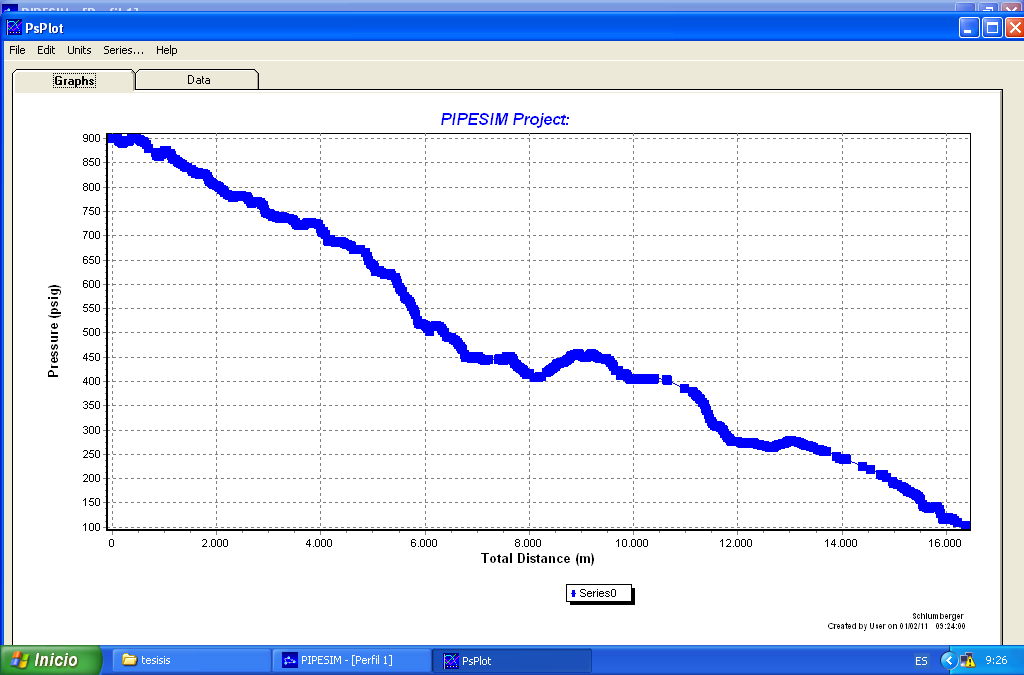 PIPESIM - [Perfil 1]
PsPlot
File Edit Units Series... Help
Graphs Data
PIPESIM Project:
900
850
800
750
700
650
600
550
500
450
400
350
300
250
200
150
100
Pressure (psig)
0 2.000 4.000 6.000 8.000 10.000 12.000 14.000 16.000
Total Distance (m)
Series0
Schlumberger
Created by User on 01/02/11 09:24:00
Inicio tesisis PIPESIM - [Perfil 1] PsPlot ES 9:26